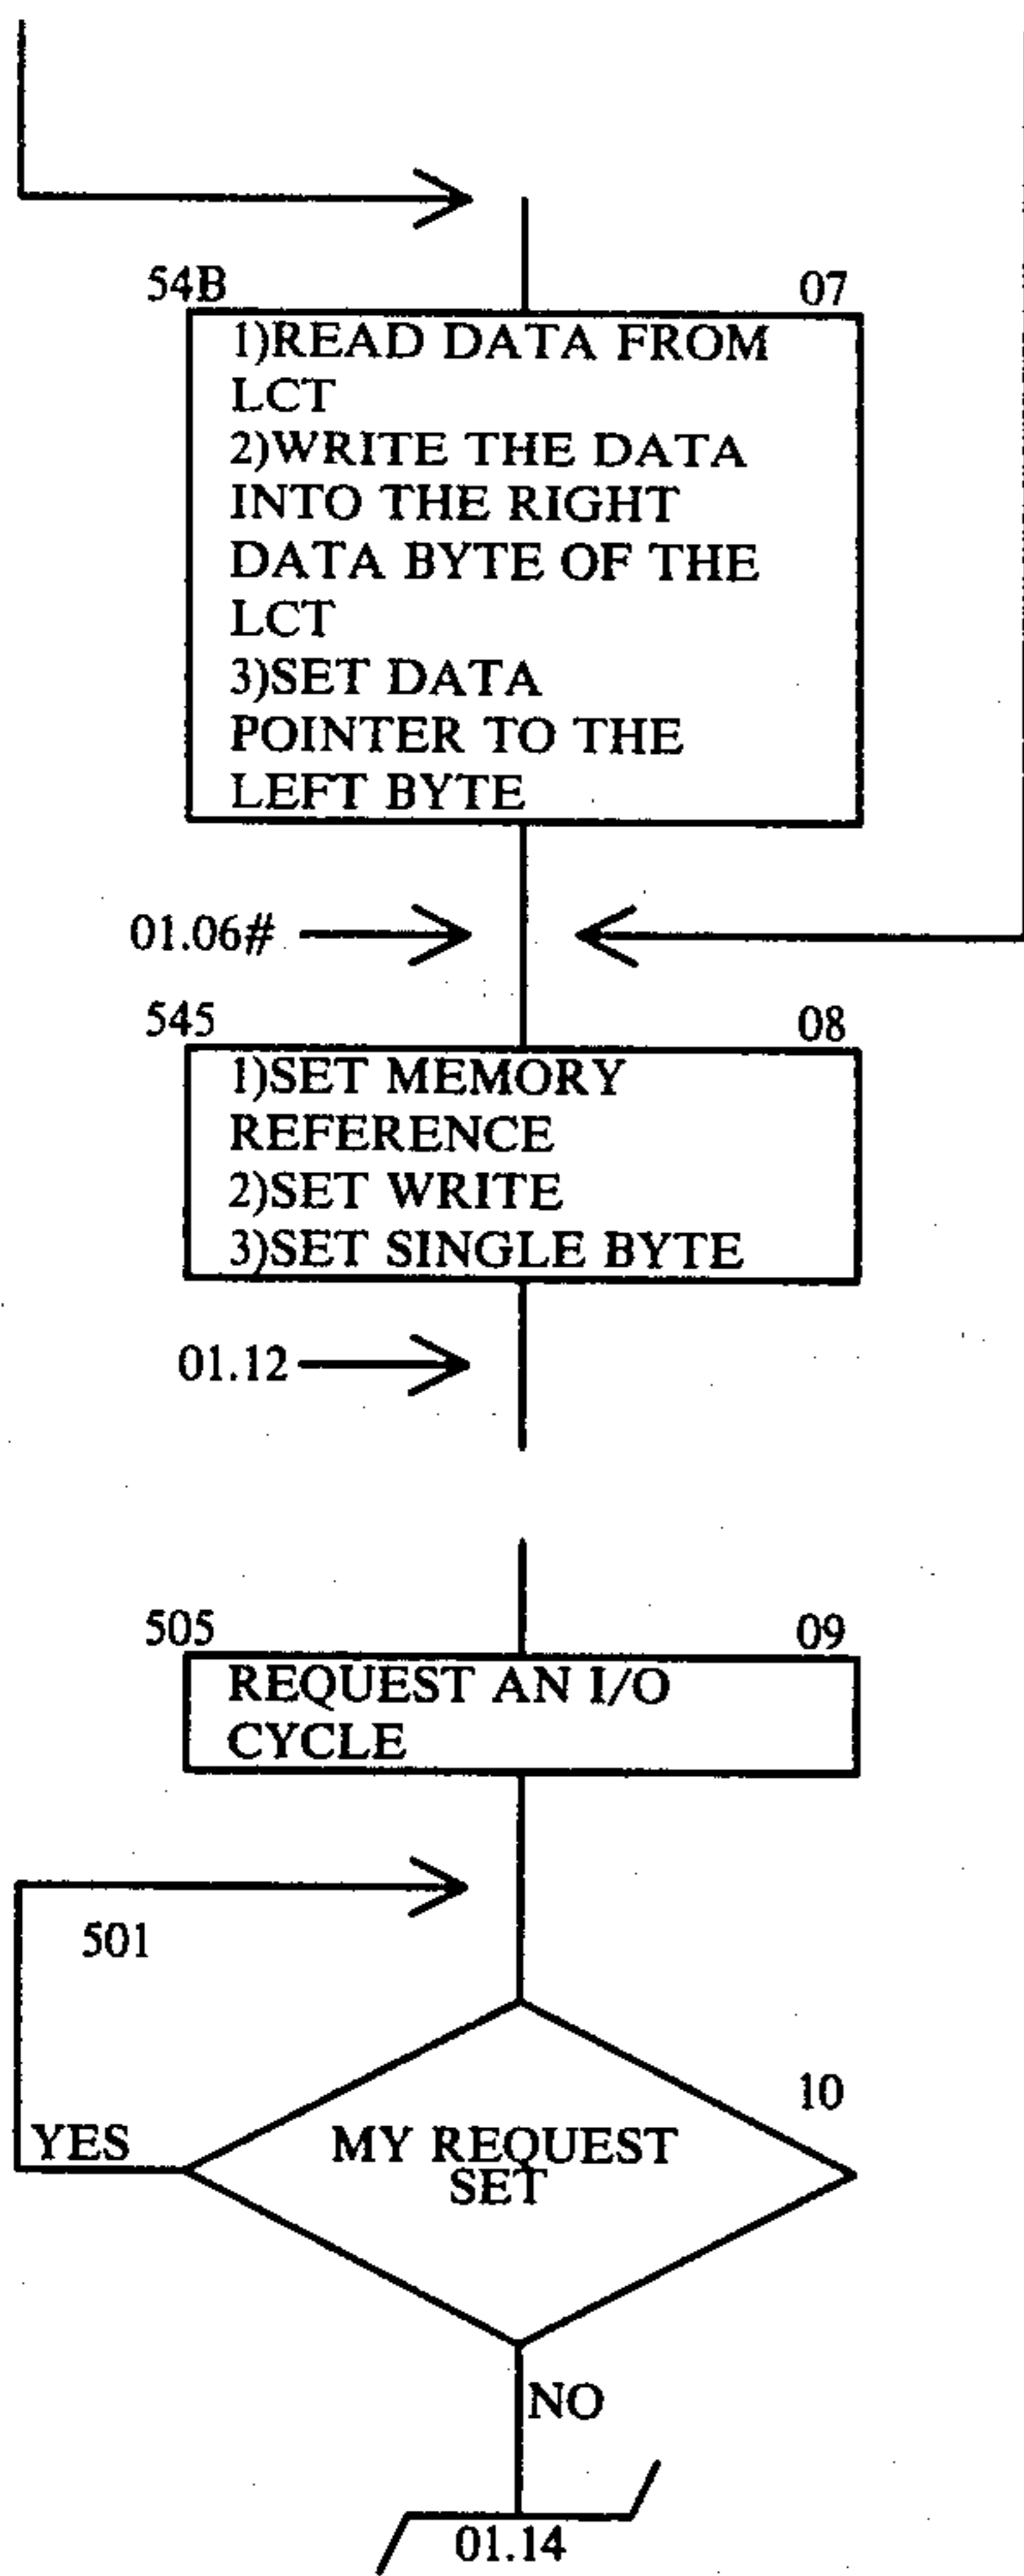 54B 07
1)READ DATA FROM
LCT
2)WRITE THE DATA
INTO THE RIGHT
DATA BYTE OF THE
LCT
3)SET DATA
POINTER TO THE
LEFT BYTE
01.06#
545 08
1)SET MEMORY
REFERENCE
2)SET WRITE
3)SET SINGLE BYTE
01.12
505 09
REQUEST AN I/O
CYCLE
501
10
YES
MY REQUEST
SET
NO
01.14